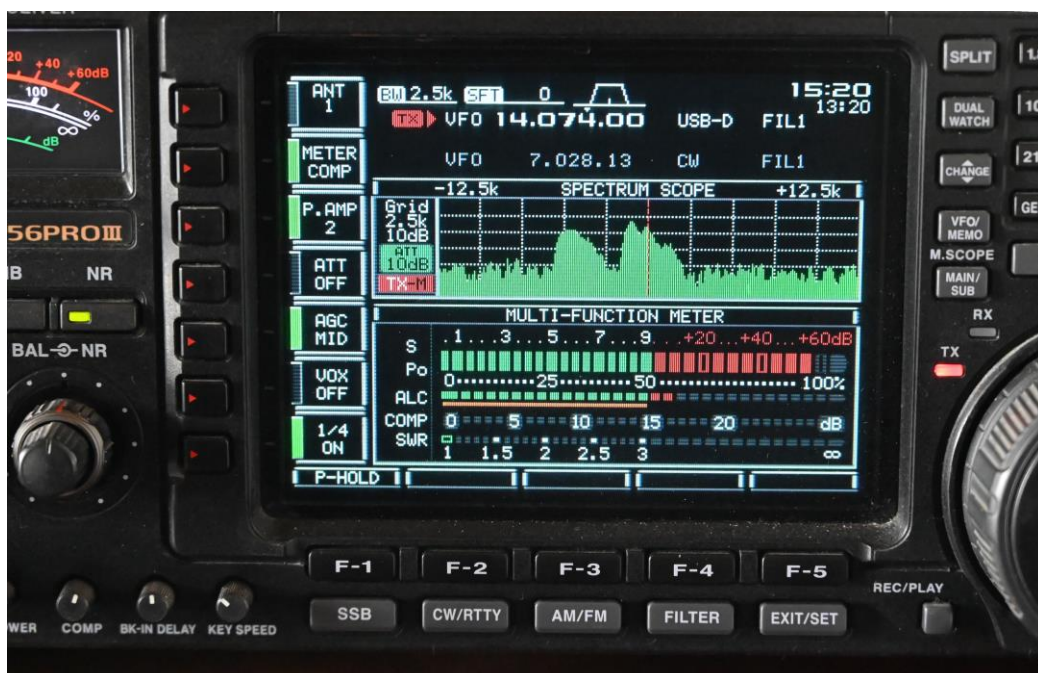 20 +40 +60dB
100 %
∞
dB
56PROⅢ
NR
BAL NR
ANT
1
METER
COMP
P.AMP
2
ATT
OFF
AGC
MID
VOX
OFF
1/4
ON
BW 2.5k SFT 0
15:20
13:20
TX VFO 14.074.00 USB-D FIL1
VFO 7.028.13 CW FIL1
-12.5k SPECTRUM SCOPE +12.5k
Grid
2.5k
10dB
ATT
10dB
TX-M
MULTI-FUNCTION METER
S .1...3...5...7...9...+20...+40...+60dB
Po
0 25 50 100%
ALC
COMP 0 5 10 15 20 dB
SWR
1 1.5 2 2.5 3 ∞
P-HOLD
F-1 F-2 F-3 F-4 F-5
SSB CW/RTTY AM/FM FILTER EXIT/SET
COMP BK-IN DELAY KEY SPEED
REC/PLAY
SPLIT
DUAL
WATCH
CHANGE
VFO/
MEMO
M.SCOPE
MAIN/
SUB
RX
TX